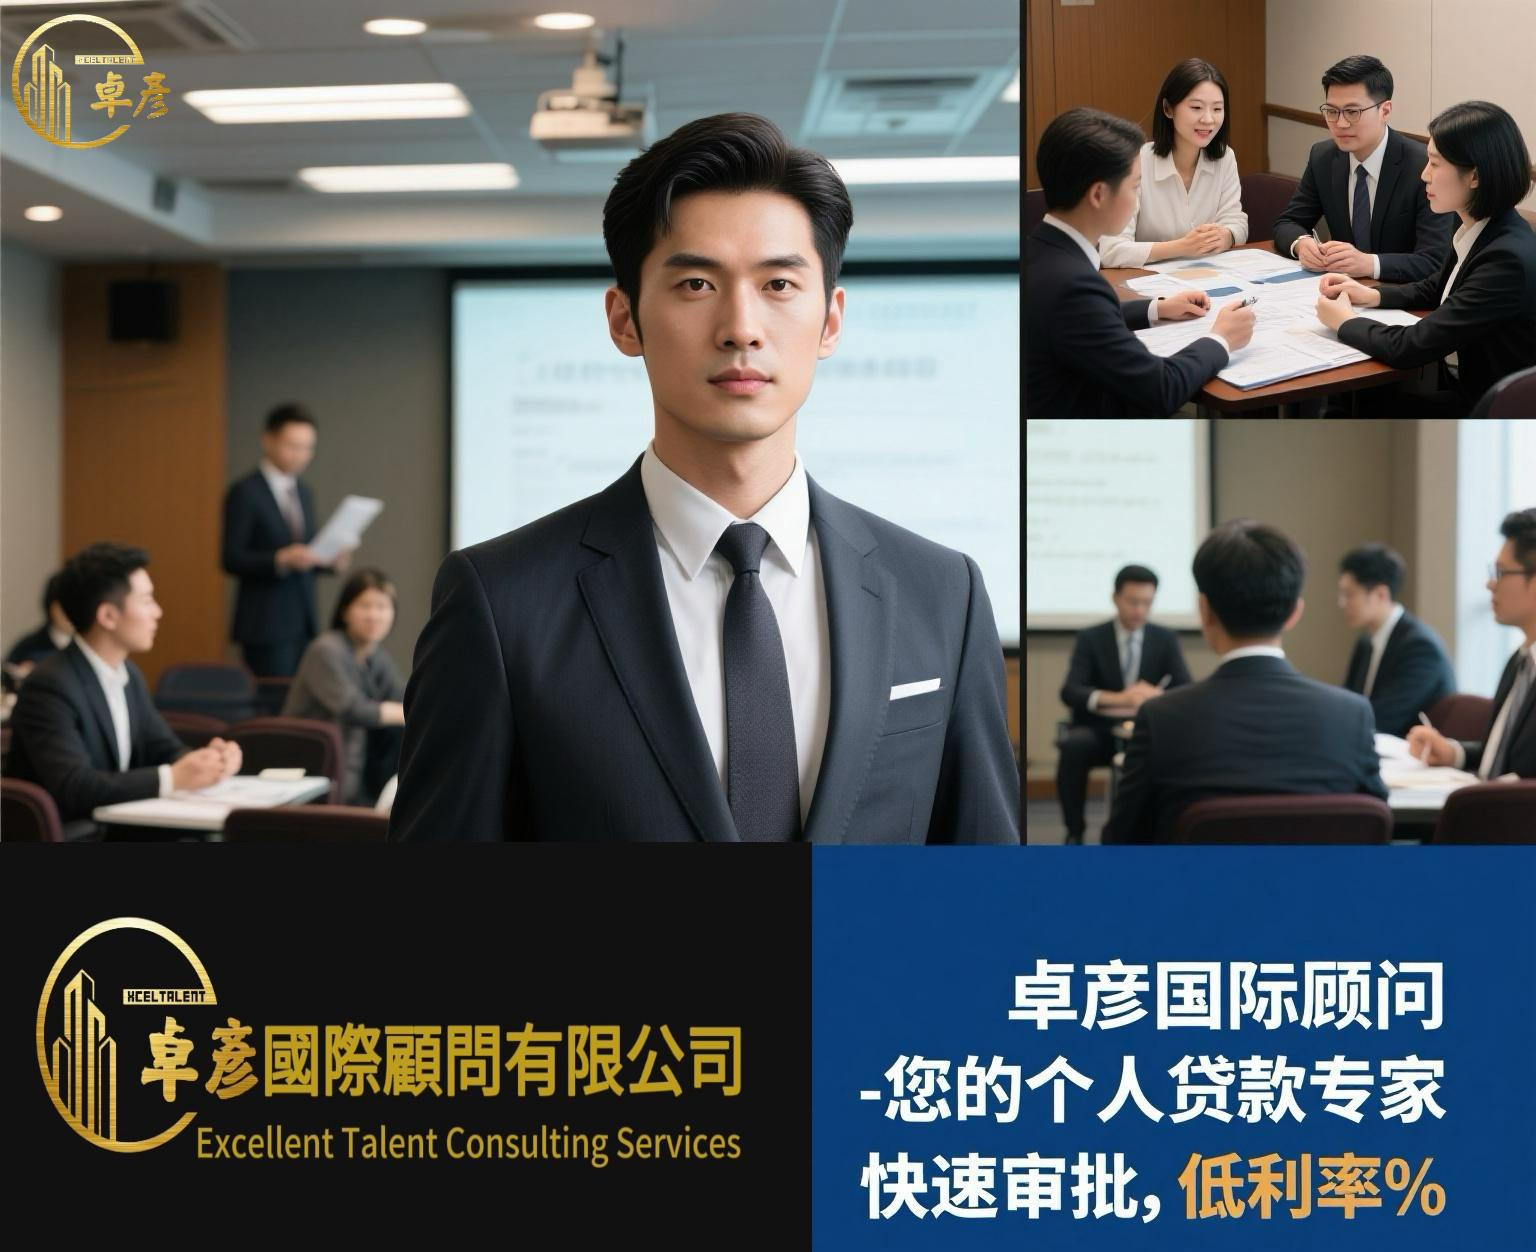 XCELTALENT
卓彦
XCELTALENT
卓彦國際顧問有限公司
Excellent Talent Consulting Services
卓彦国际顾问
-您的个人贷款专家
快速审批,低利率%